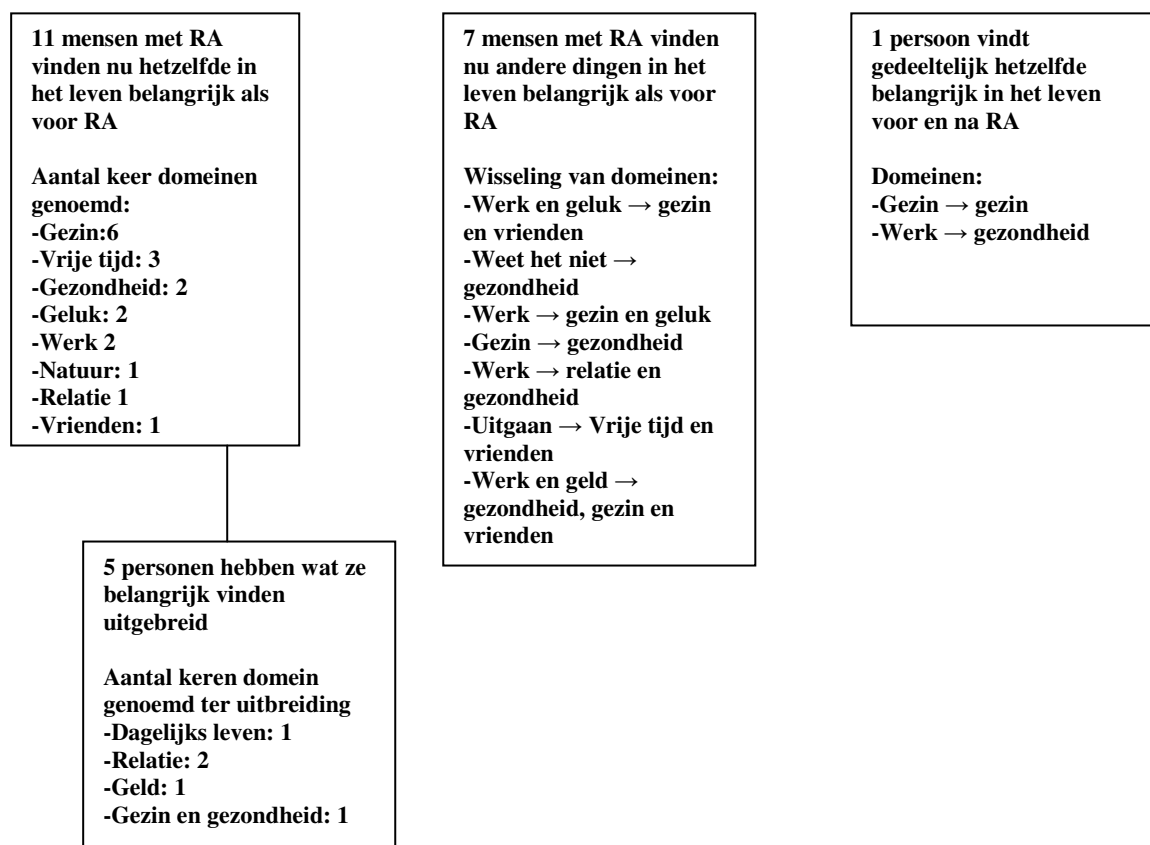 11 mensen met RA
vinden nu hetzelfde in
het leven belangrijk als
voor RA
Aantal keer domeinen
genoemd:
-Gezin:6
-Vrije tijd: 3
-Gezondheid: 2
-Geluk: 2
-Werk 2
-Natuur: 1
-Relatie 1
-Vrienden: 1
7 mensen met RA vinden
nu andere dingen in het
leven belangrijk als voor
RA
Wisseling van domeinen:
-Werk en geluk → gezin
en vrienden
-Weet het niet →
gezondheid
-Werk → gezin en geluk
-Gezin → gezondheid
-Werk → relatie en
gezondheid
-Uitgaan → Vrije tijd en
vrienden
-Werk en geld →
gezondheid, gezin en
vrienden
1 persoon vindt
gedeeltelijk hetzelfde
belangrijk in het leven
voor en na RA
Domeinen:
-Gezin → gezin
-Werk → gezondheid
5 personen hebben wat ze
belangrijk vinden
uitgebreid
Aantal keren domein
genoemd ter uitbreiding
-Dagelijks leven: 1
-Relatie: 2
-Geld: 1
-Gezin en gezondheid: 1